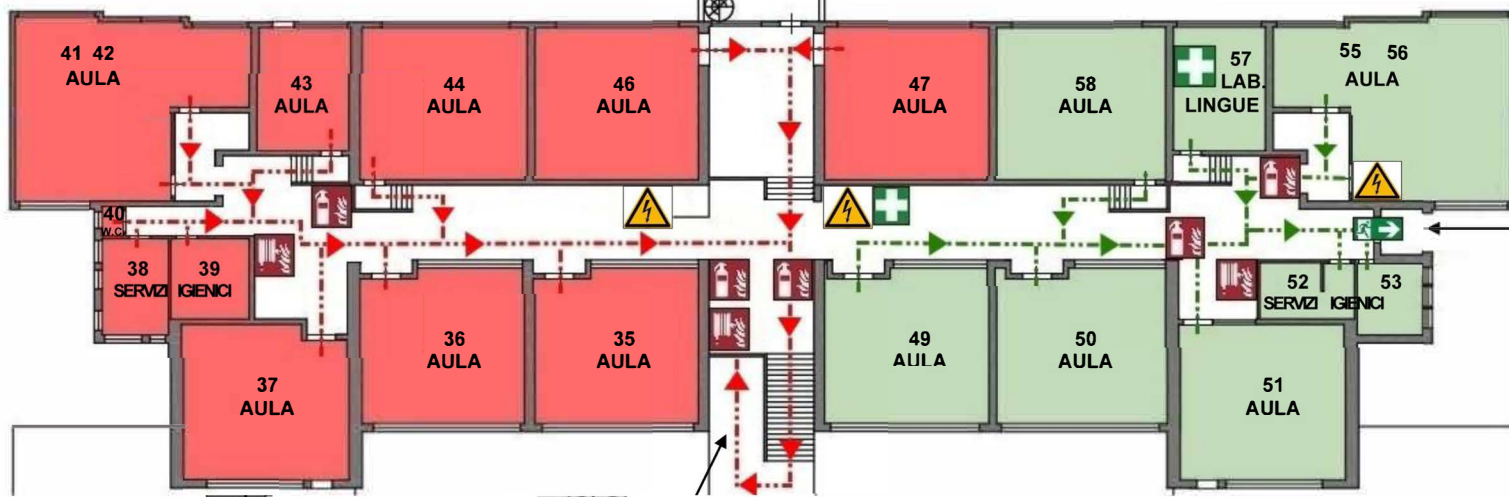 41 42
AULA
43
AULA
44
AULA
46
AULA
47
AULA
58
AULA
57
LAB.
LINGUE
55 56
AULA
40
W.C.
38 39
SERVIZI IGIENICI
37
AULA
36
AULA
35
AULA
49
AULA
50
AULA
52 53
SERVIZI IGIENICI
51
AULA